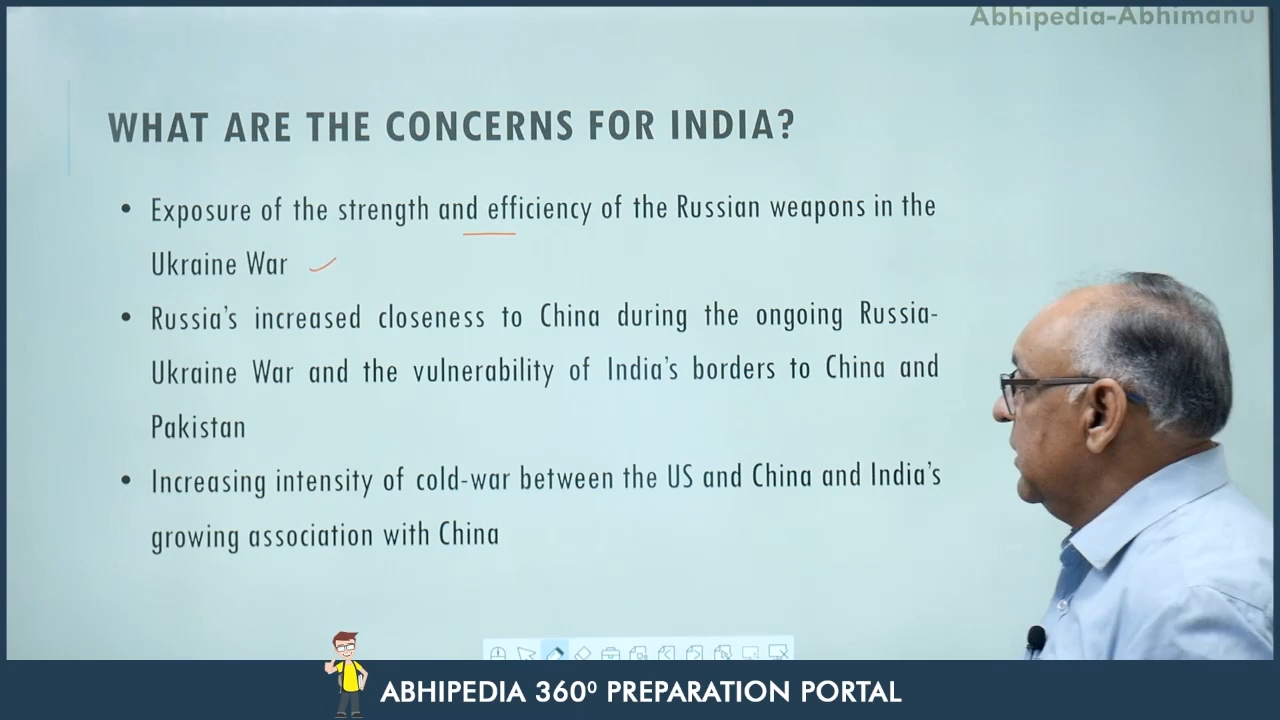 Abhipedia-Abhimanu
WHAT ARE THE CONCERNS FOR INDIA?
• Exposure of the strength and efficiency of the Russian weapons in the
Ukraine War
• Russia’s increased closeness to China during the ongoing Russia-
Ukraine War and the vulnerability of India’s borders to China and
Pakistan
• Increasing intensity of cold-war between the US and China and India’s
growing association with China
ABHIPEDIA 360⁰ PREPARATION PORTAL